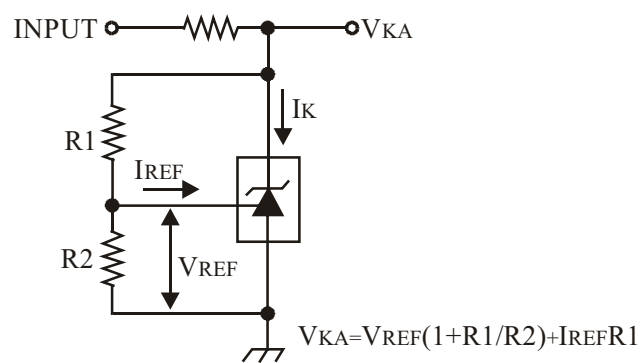 INPUT
VKA
IK
R1
IREF
R2
VREF
VKA=VREF(1+R1/R2)+IREFR1